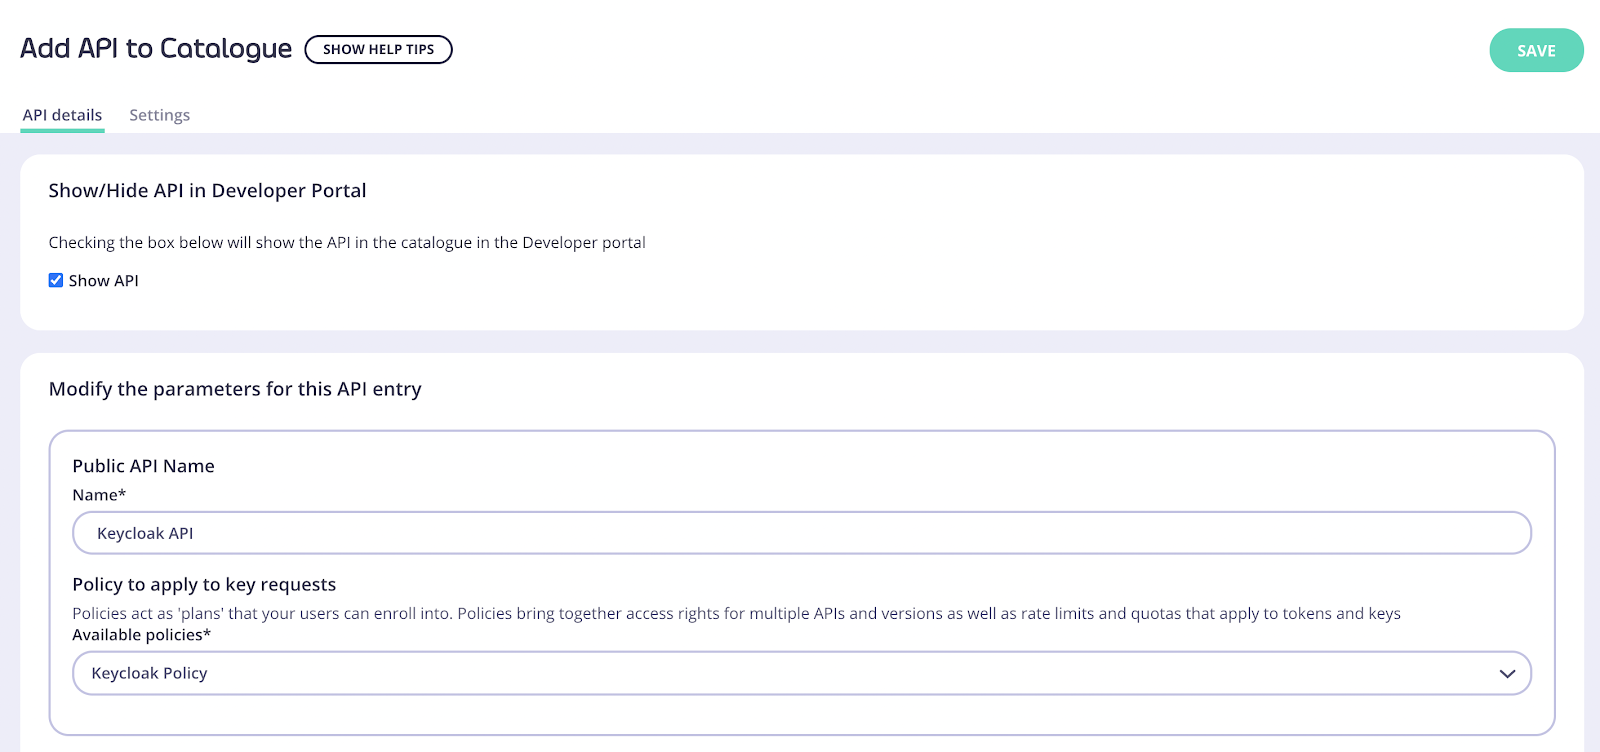 Add API to Catalogue
SHOW HELP TIPS
SAVE
API details
Settings
Show/Hide API in Developer Portal
Checking the box below will show the API in the catalogue in the Developer portal
Show API
Modify the parameters for this API entry
Public API Name
Name*
Keycloak API
Policy to apply to key requests
Policies act as 'plans' that your users can enroll into. Policies bring together access rights for multiple APIs and versions as well as rate limits and quotas that apply to tokens and keys
Available policies*
Keycloak Policy